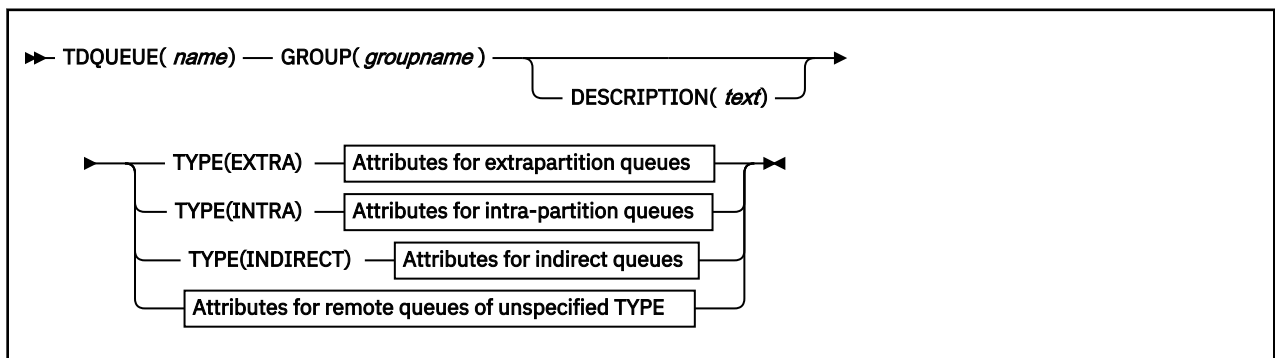 TDQUEUE( name) GROUP( groupname )
DESCRIPTION( text)
TYPE(EXTRA) Attributes for extrapartition queues
TYPE(INTRA) Attributes for intra-partition queues
TYPE(INDIRECT) Attributes for indirect queues
Attributes for remote queues of unspecified TYPE